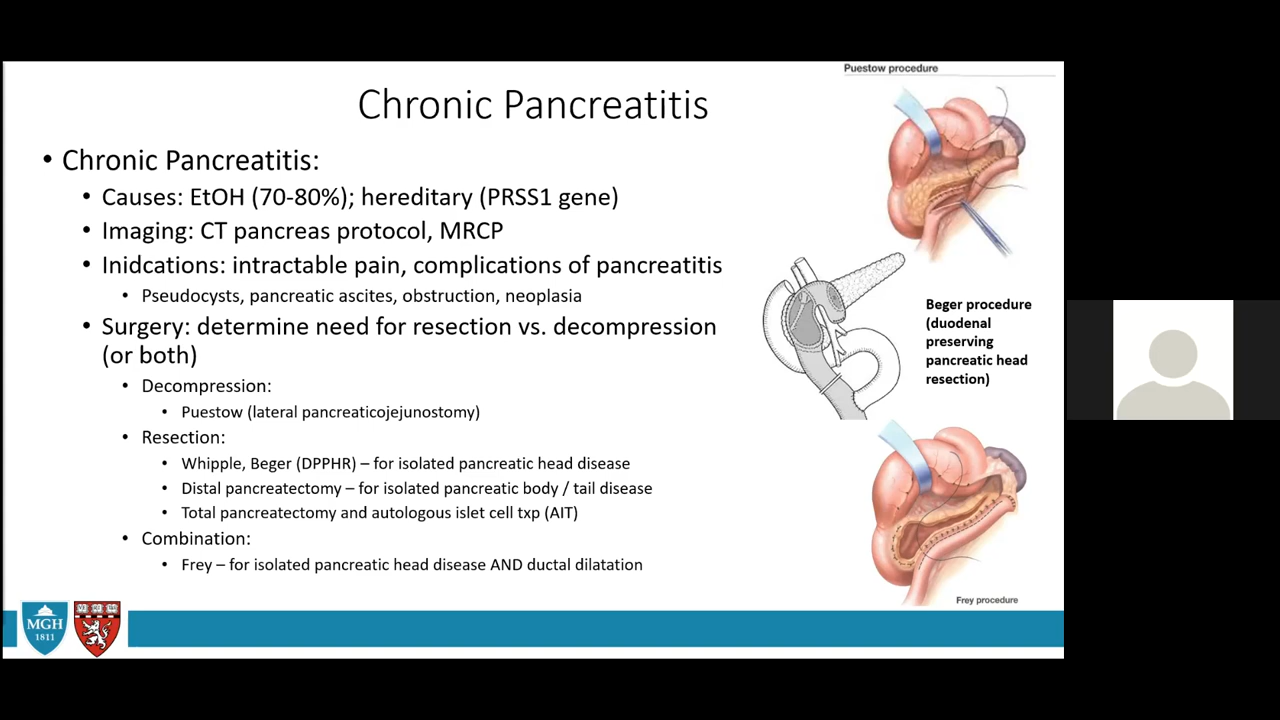 Puestow procedure
Chronic Pancreatitis
• Chronic Pancreatitis:
• Causes: EtOH (70-80%); hereditary (PRSS1 gene)
• Imaging: CT pancreas protocol, MRCP
• Inidcations: intractable pain, complications of pancreatitis
• Pseudocysts, pancreatic ascites, obstruction, neoplasia
• Surgery: determine need for resection vs. decompression
(or both)
• Decompression:
• Puestow (lateral pancreaticojejunostomy)
• Resection:
• Whipple, Beger (DPPHR) – for isolated pancreatic head disease
• Distal pancreatectomy – for isolated pancreatic body / tail disease
• Total pancreatectomy and autologous islet cell txp (AIT)
• Combination:
• Frey – for isolated pancreatic head disease AND ductal dilatation
Beger procedure
(duodenal
preserving
pancreatic head
resection)
Frey procedure
MGH
1811